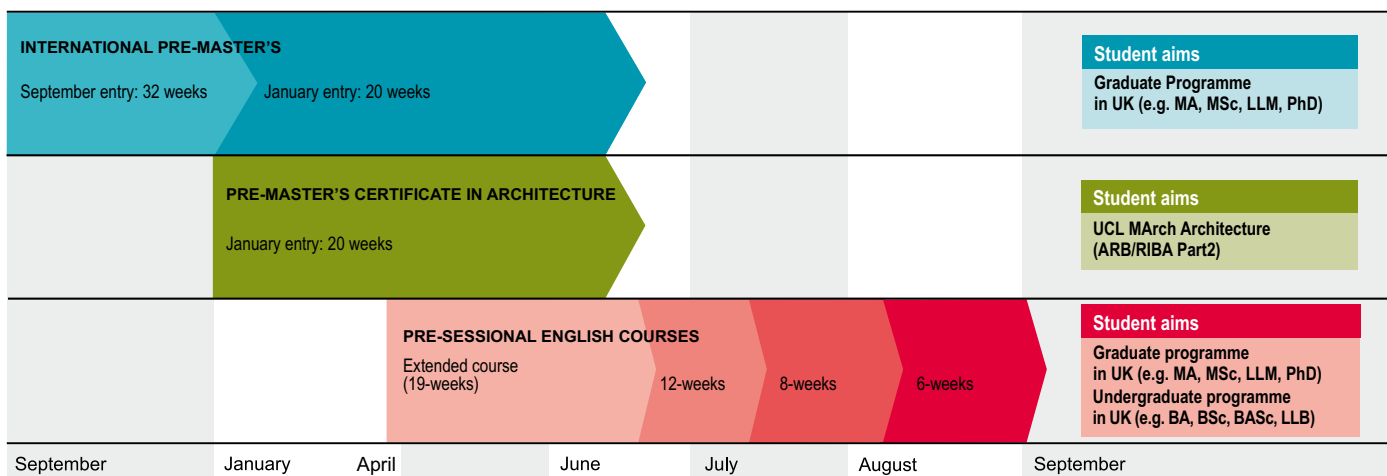 INTERNATIONAL PRE-MASTER'S
September entry: 32 weeks
January entry: 20 weeks
Student aims
Graduate Programme
in UK (e.g. MA, MSc, LLM, PhD)
PRE-MASTER'S CERTIFICATE IN ARCHITECTURE
January entry: 20 weeks
Student aims
UCL MArch Architecture
(ARB/RIBA Part2)
PRE-SESSIONAL ENGLISH COURSES
Extended course
(19-weeks)
12-weeks
8-weeks
6-weeks
Student aims
Graduate programme
in UK (e.g. MA, MSc, LLM, PhD)
Undergraduate programme
in UK (e.g. BA, BSc, BASc, LLB)
September
January
April
June
July
August
September